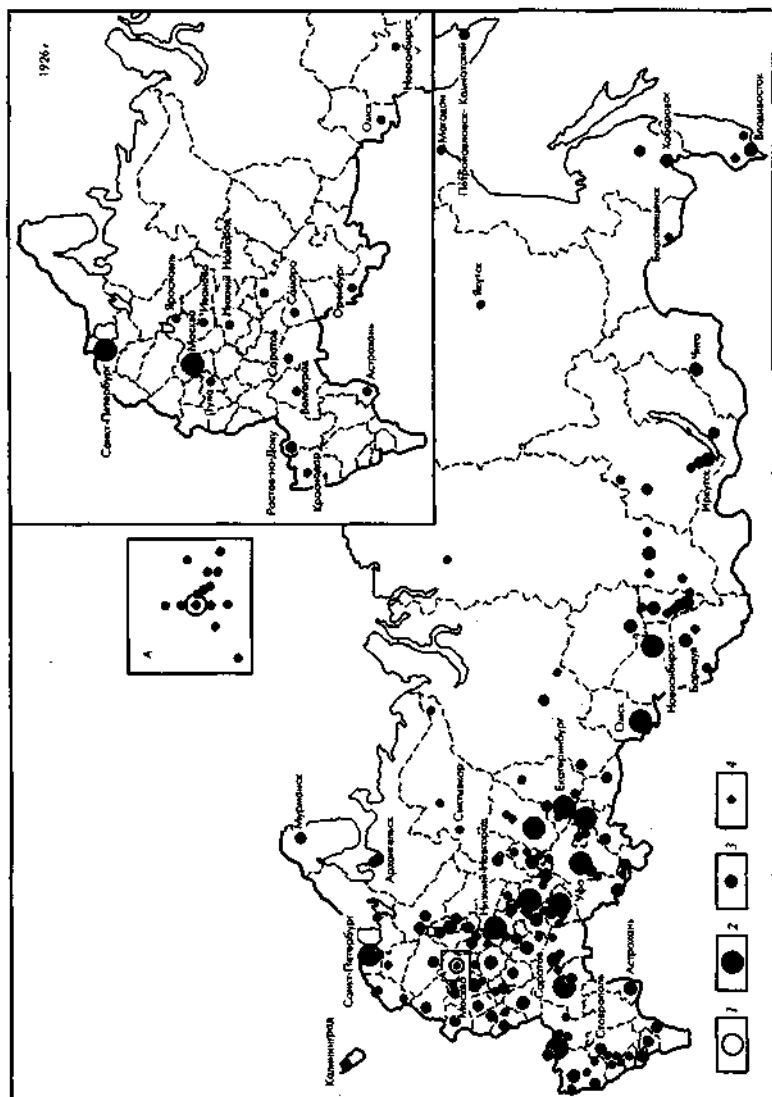 1926 г
Санкт-Петербург
Ярославль
Москва
Иваново
Нижний Новгород
Тула
Саратов
Самара
Волгоград
Оренбург
Ростов-но-Дону
Краснодар
Астрахань
Омск
Новосибирск
А
Мурманск
Архангельск
Санкт-Петербург
Калининград
Сыктывкар
Нижний Новгород
Москва
Екатеринбург
Уфа
Саратов
Ставрополь
Астрахань
Омск
Новосибирск
Барнаул
Иркутск
Чита
Якутск
Магадан
Петропавловск-Камчатский
Благовещенск
Хабаровск
Владивосток
1
2
3
4